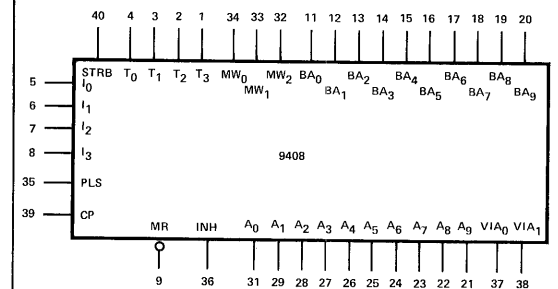 40 4 3 2 1 34 33 32 11 12 13 14 15 16 17 18 19 20
STRB T0 T1 T2 T3 MW0 MW2 BA0 BA2 BA4 BA6 BA8
MW1 BA1 BA3 BA5 BA7 BA9
5 I0
6 I1
7 I2
8 I3
9408
35 PLS
39 CP
MR INH A0 A1 A2 A3 A4 A5 A6 A7 A8 A9 VIA0 VIA1
9 36 31 29 28 27 26 25 24 23 22 21 37 38